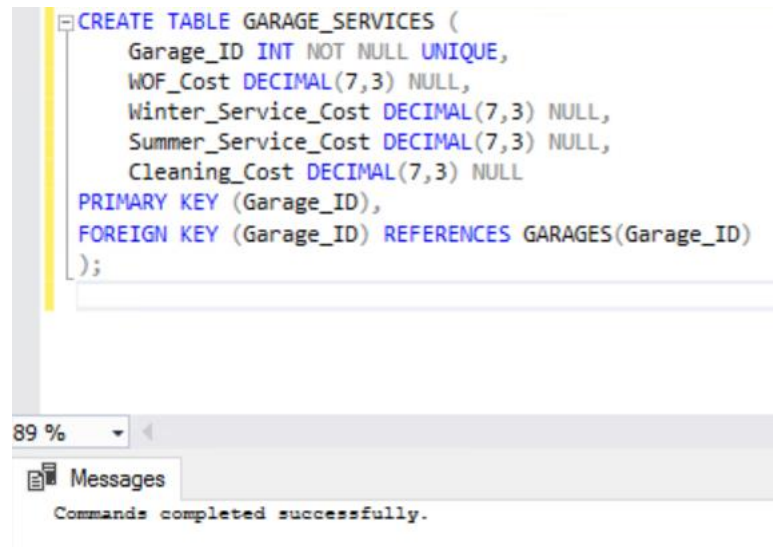 CREATE TABLE GARAGE_SERVICES (
Garage_ID INT NOT NULL UNIQUE,
WOF_Cost DECIMAL(7,3) NULL,
Winter_Service_Cost DECIMAL(7,3) NULL,
Summer_Service_Cost DECIMAL(7,3) NULL,
Cleaning_Cost DECIMAL(7,3) NULL
PRIMARY KEY (Garage_ID),
FOREIGN KEY (Garage_ID) REFERENCES GARAGES(Garage_ID)
);
89 %
Messages
Commands completed successfully.